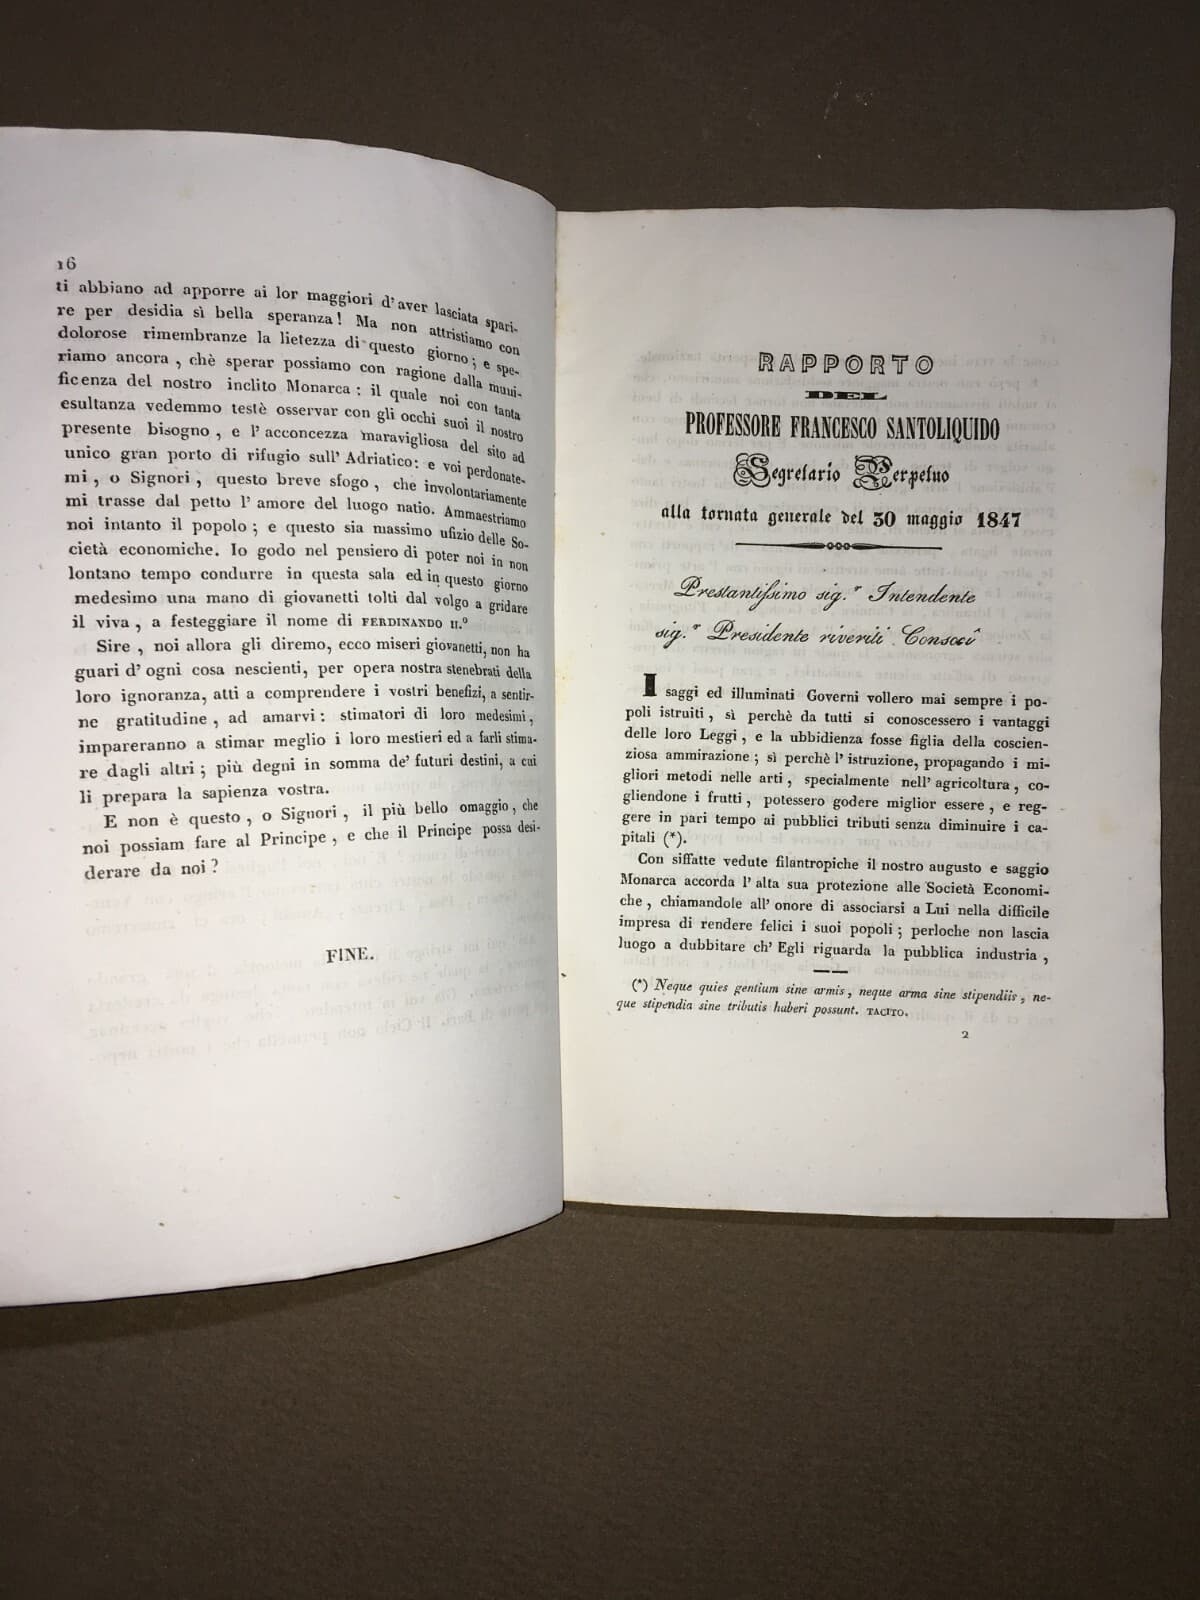 16
ti abbiano ad apporre ai lor maggiori d'aver lasciata spari-
re per desidia sì bella speranza! Ma non attristiamo con
dolorose rimembranze la lietezza di questo giorno; e spe-
riamo ancora, chè sperar possiamo con ragione dalla muni-
ficenza del nostro inclito Monarca: il quale noi con tanta
esultanza vedemmo testè osservar con gli occhi suoi il nostro
presente bisogno, e l'acconcezza maravigliosa del sito ad
unico gran porto di rifugio sull'Adriatico: e voi perdonate-
mi, o Signori, questo breve sfogo, che involontariamente
mi trasse dal petto l'amore del luogo natio. Ammaestriamo
noi intanto il popolo; e questo sia massimo ufizio delle So-
cietà economiche. Io godo nel pensiero di poter noi in non
lontano tempo condurre in questa sala ed in questo giorno
medesimo una mano di giovanetti tolti dal volgo a gridare
il viva, a festeggiare il nome di FERDINANDO II.°
Sire, noi allora gli diremo, ecco miseri giovanetti, non ha
guari d'ogni cosa nescienti, per opera nostra stenebrati della
loro ignoranza, atti a comprendere i vostri benefizi, a sentir-
ne gratitudine, ad amarvi: stimatori di loro medesimi,
impareranno a stimar meglio i loro mestieri ed a farli stima-
re dagli altri; più degni in somma de' futuri destini, a cui
li prepara la sapienza vostra.
E non è questo, o Signori, il più bello omaggio, che
noi possiam fare al Principe, e che il Principe possa desi-
derare da noi?
FINE.
RAPPORTO
DEL
PROFESSORE FRANCESCO SANTOLIQUIDO
Segretario Perpetuo
alla tornata generale del 30 maggio 1847
Prestantissimo sig.r Intendente
sig.r Presidente riveriti Consocî
I saggi ed illuminati Governi vollero mai sempre i po-
poli istruiti, sì perchè da tutti si conoscessero i vantaggi
delle loro Leggi, e la ubbidienza fosse figlia della coscien-
ziosa ammirazione; sì perchè l'istruzione, propagando i mi-
gliori metodi nelle arti, specialmente nell'agricoltura, co-
gliendone i frutti, potessero godere miglior essere, e reg-
gere in pari tempo ai pubblici tributi senza diminuire i ca-
pitali (*).
Con siffatte vedute filantropiche il nostro augusto e saggio
Monarca accorda l'alta sua protezione alle Società Economi-
che, chiamandole all'onore di associarsi a Lui nella difficile
impresa di rendere felici i suoi popoli; perloche non lascia
luogo a dubbitare ch'Egli riguarda la pubblica industria,
(*) Neque quies gentium sine armis, neque arma sine stipendiis, ne-
que stipendia sine tributis haberi possunt. TACITO.
2